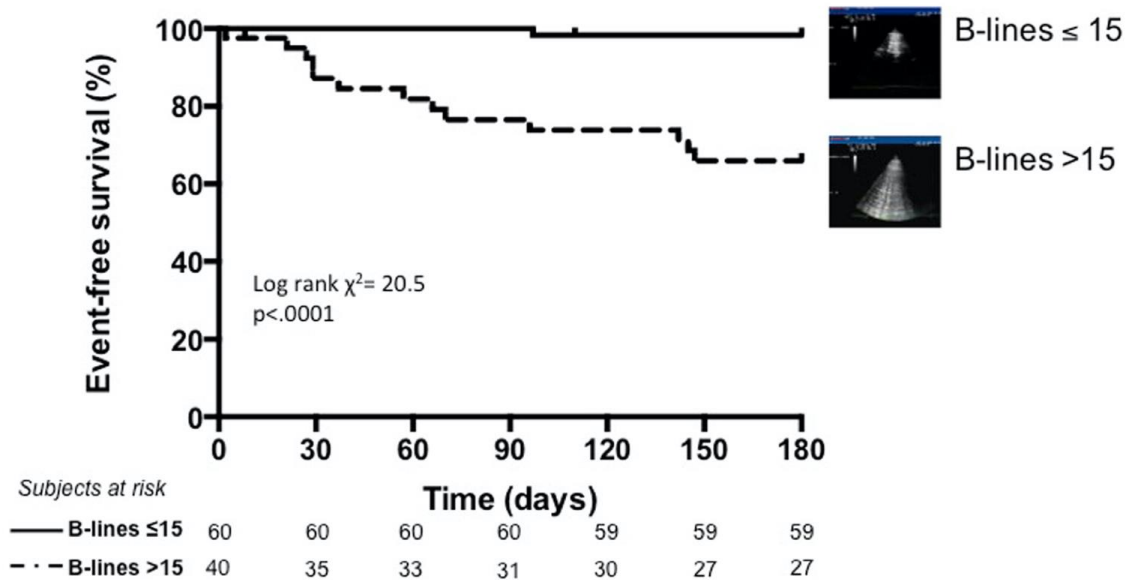 100
80
60
40
20
0
Event-free survival (%)
Log rank χ²= 20.5
p<.0001
B-lines ≤ 15
B-lines >15
0 30 60 90 120 150 180
Time (days)
Subjects at risk
B-lines ≤15 60 60 60 60 59 59 59
B-lines >15 40 35 33 31 30 27 27